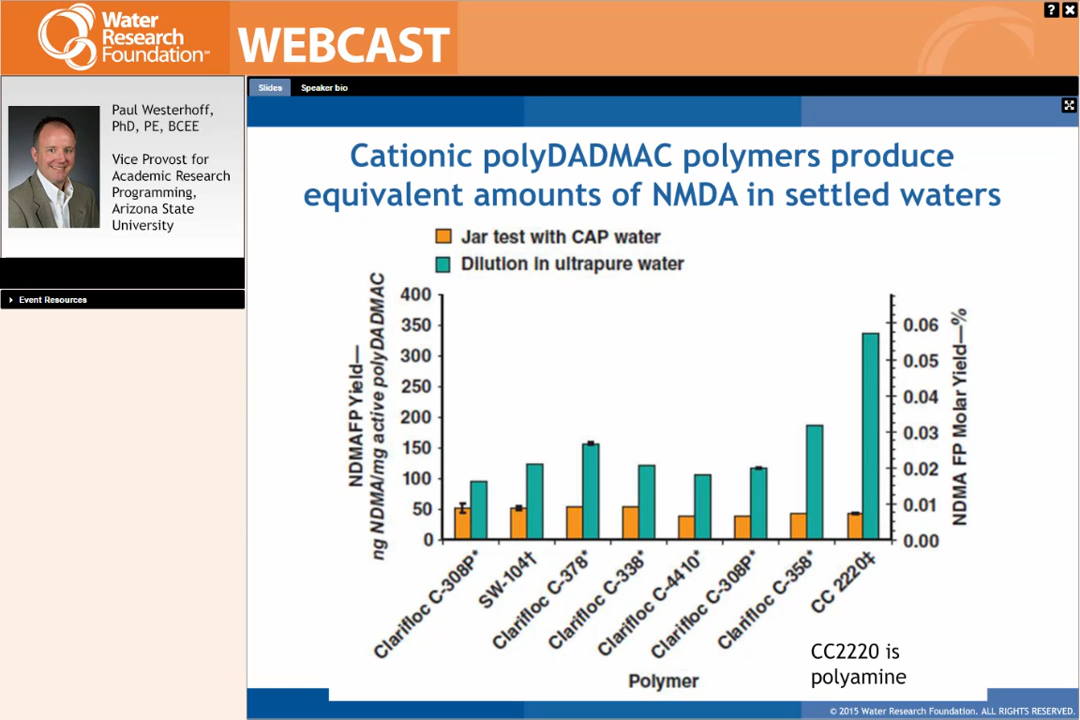 Water
Research
Foundation™
WEBCAST
Slides
Speaker bio
Paul Westerhoff,
PhD, PE, BCEE
Vice Provost for
Academic Research
Programming,
Arizona State
University
Event Resources
Cationic polyDADMAC polymers produce
equivalent amounts of NMDA in settled waters
Jar test with CAP water
Dilution in ultrapure water
NDMA FP Yield—
ng NDMA/mg active polyDADMAC
400
350
300
250
200
150
100
50
0
0.06
0.05
0.04
0.03
0.02
0.01
0.00
NDMA FP Molar Yield—%
Clarifloc C-308P*
SW-104†
Clarifloc C-378*
Clarifloc C-338*
Clarifloc C-4410*
Clarifloc C-308P*
Clarifloc C-358*
CC 2220‡
Polymer
CC2220 is
polyamine
© 2015 Water Research Foundation. ALL RIGHTS RESERVED.